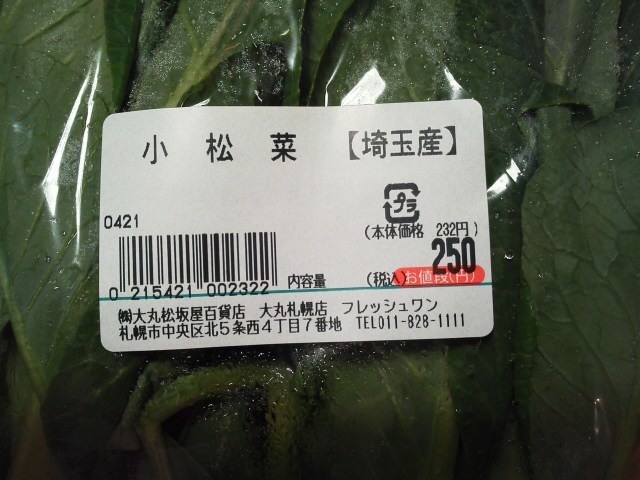 小松菜 【埼玉産】
0421
プラ
(本体価格 232円)
250
0 215421 002322 内容量 (税込) お値段(円)
㈱大丸松坂屋百貨店 大丸札幌店 フレッシュワン
札幌市中央区北5条西4丁目7番地 TEL011-828-1111